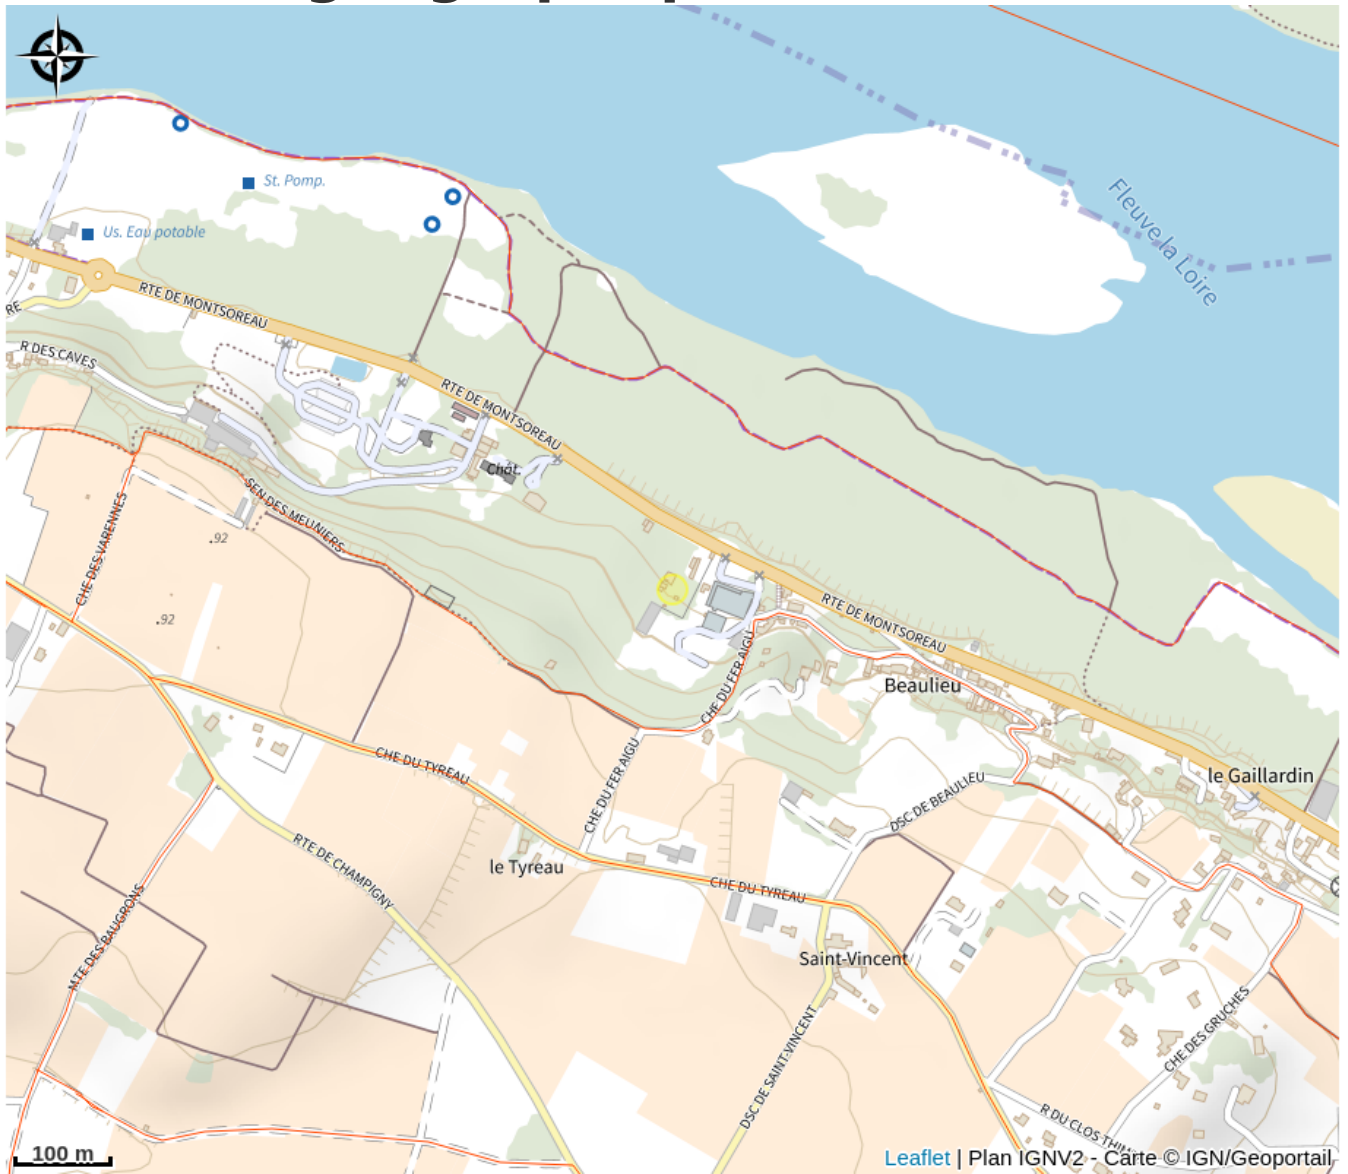 St. Pomp.
Us. Eau potable
Fleuve la Loire
RTE DE MONTSOREAU
R DES CAVES
RTE DE MONTSOREAU
Chât.
SEN DES MEUNIERS
CHE DES VARENNES
.92
.92
RTE DE MONTSOREAU
CHE DU FER AIGU
Beaulieu
CHE DU TYREAU
CHE DU FER AIGU
le Gaillardin
DSC DE BEAULIEU
RTE DE CHAMPIGNY
le Tyreau
CHE DU TYREAU
MTE DES BAUGRONS
Saint-Vincent
CHE DES GRUCHES
DSC DE SAINT-VINCENT
R DU CLOS
100 m
Leaflet | Plan IGNV2 - Carte © IGN/Geoportail